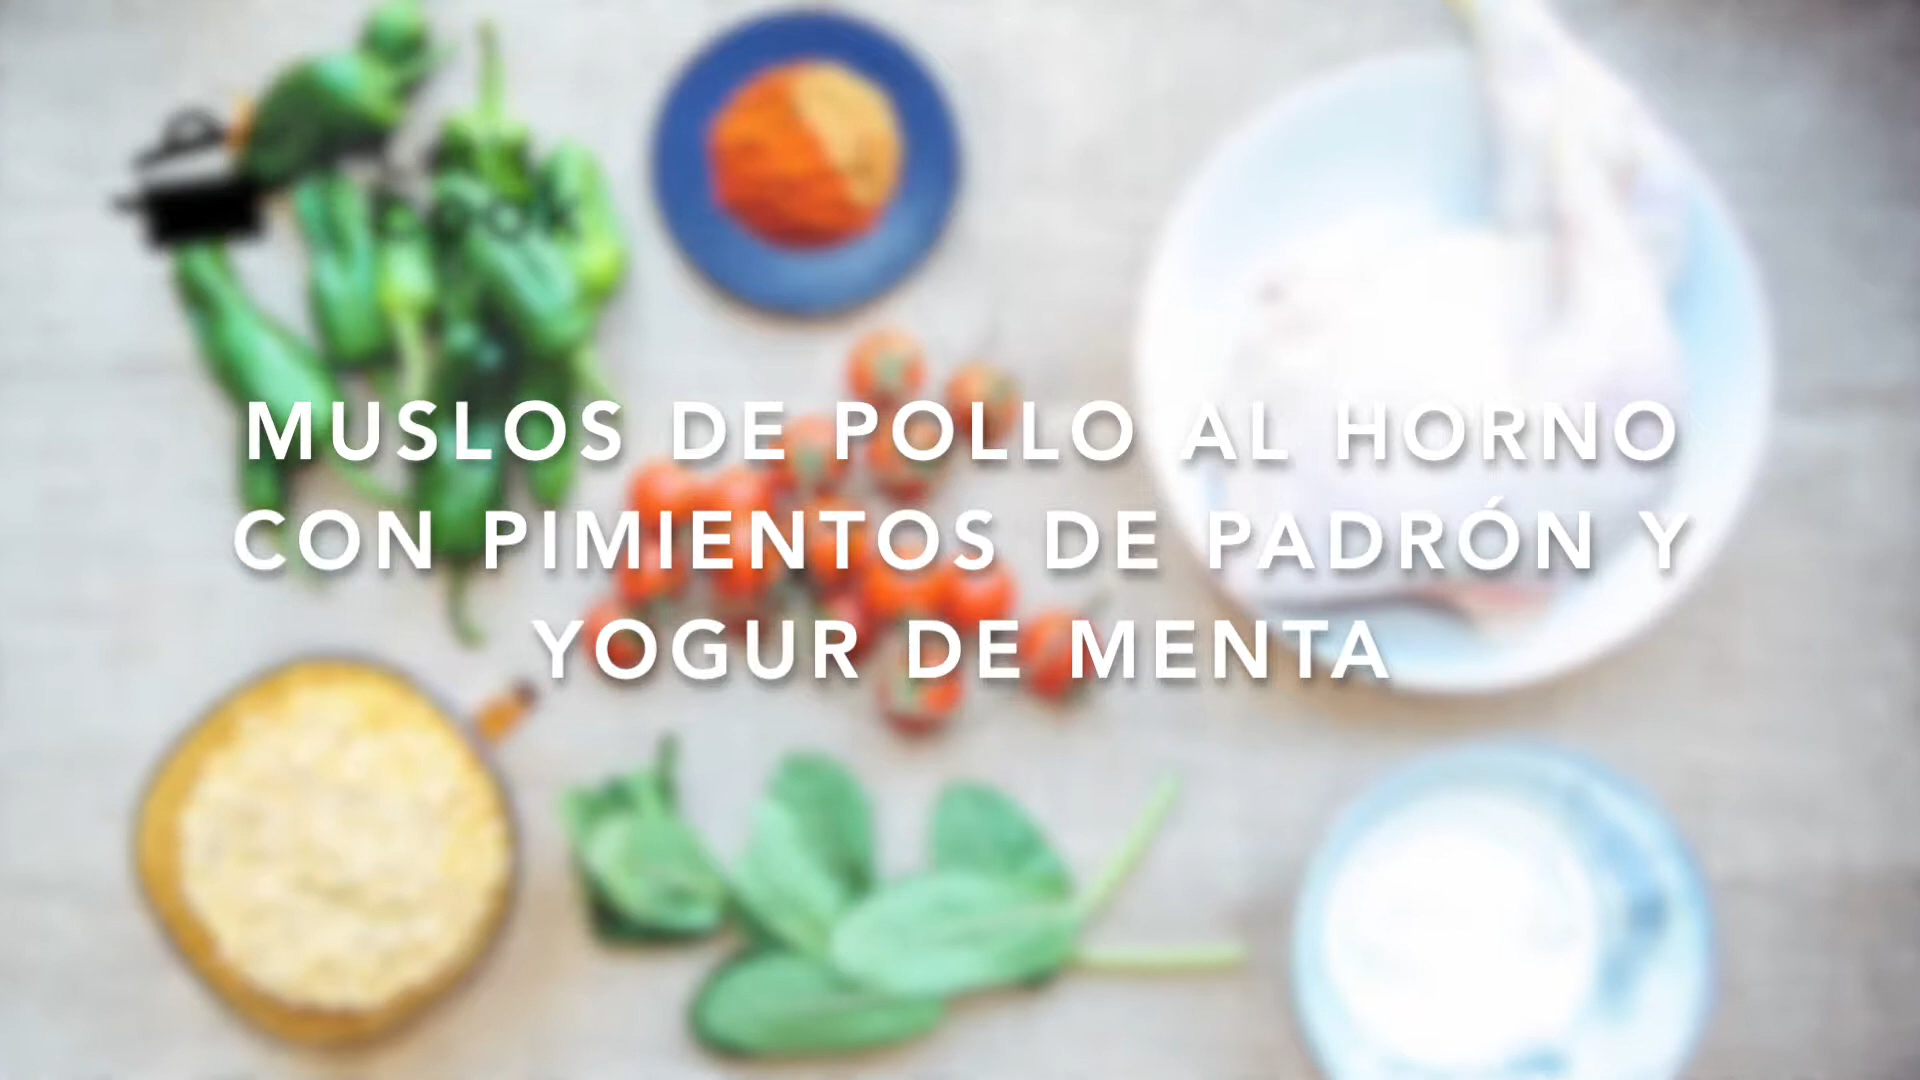 MUSLOS DE POLLO AL HORNO
CON PIMIENTOS DE PADRÓN Y
YOGUR DE MENTA